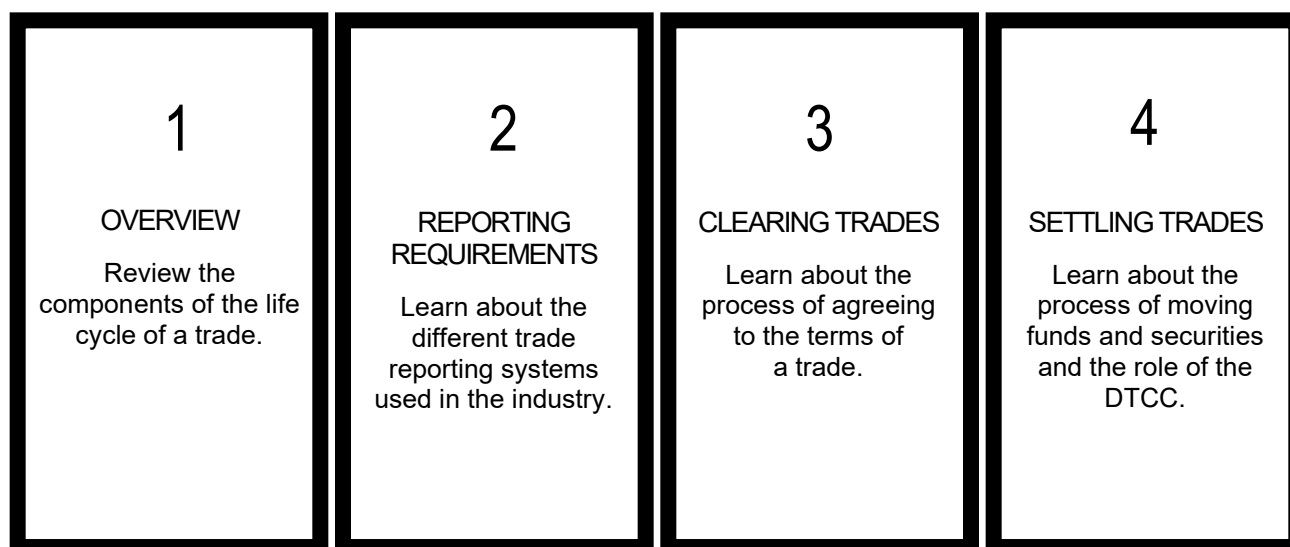 1
OVERVIEW
Review the
components of the life
cycle of a trade.
2
REPORTING
REQUIREMENTS
Learn about the
different trade
reporting systems
used in the industry.
3
CLEARING TRADES
Learn about the
process of agreeing
to the terms of
a trade.
4
SETTLING TRADES
Learn about the
process of moving
funds and securities
and the role of the
DTCC.